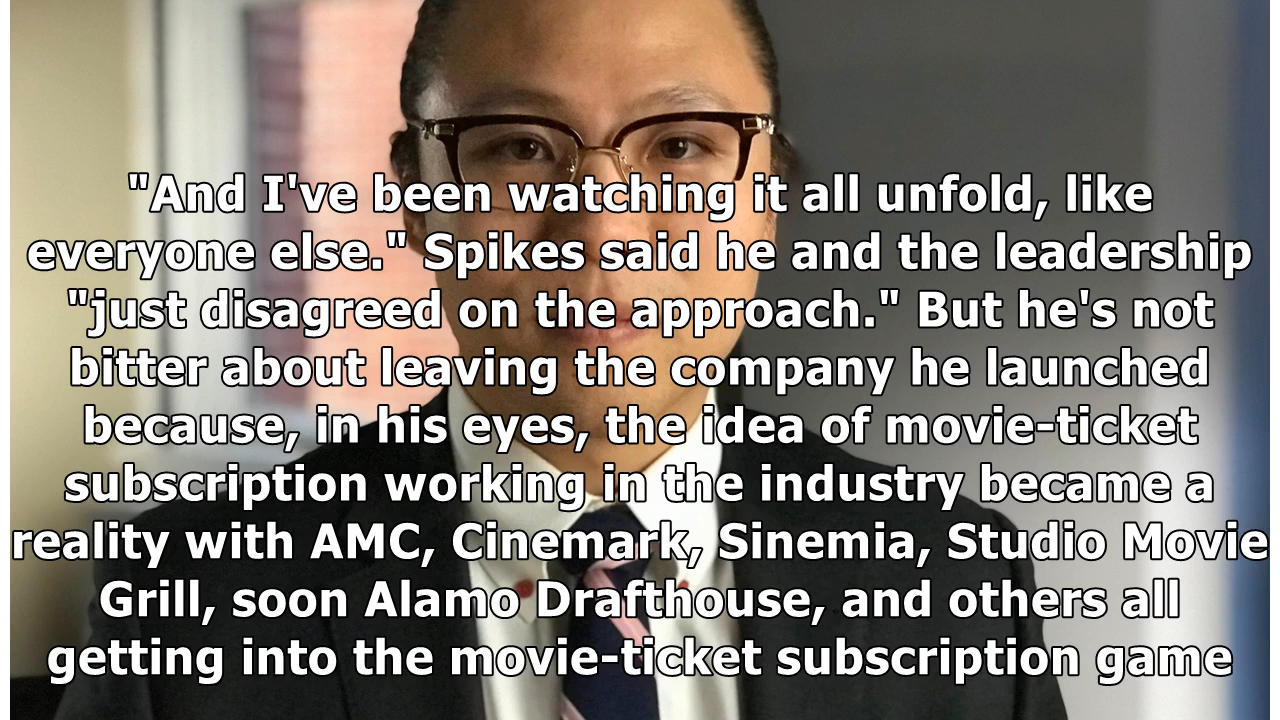 "And I've been watching it all unfold, like
everyone else." Spikes said he and the leadership
"just disagreed on the approach." But he's not
bitter about leaving the company he launched
because, in his eyes, the idea of movie-ticket
subscription working in the industry became a
reality with AMC, Cinemark, Sinemia, Studio Movie
Grill, soon Alamo Drafthouse, and others all
getting into the movie-ticket subscription game